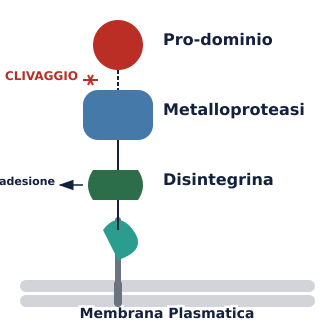 Pro-dominio
CLIVAGGIO
Metalloproteasi
adesione
Disintegrina
Membrana Plasmatica